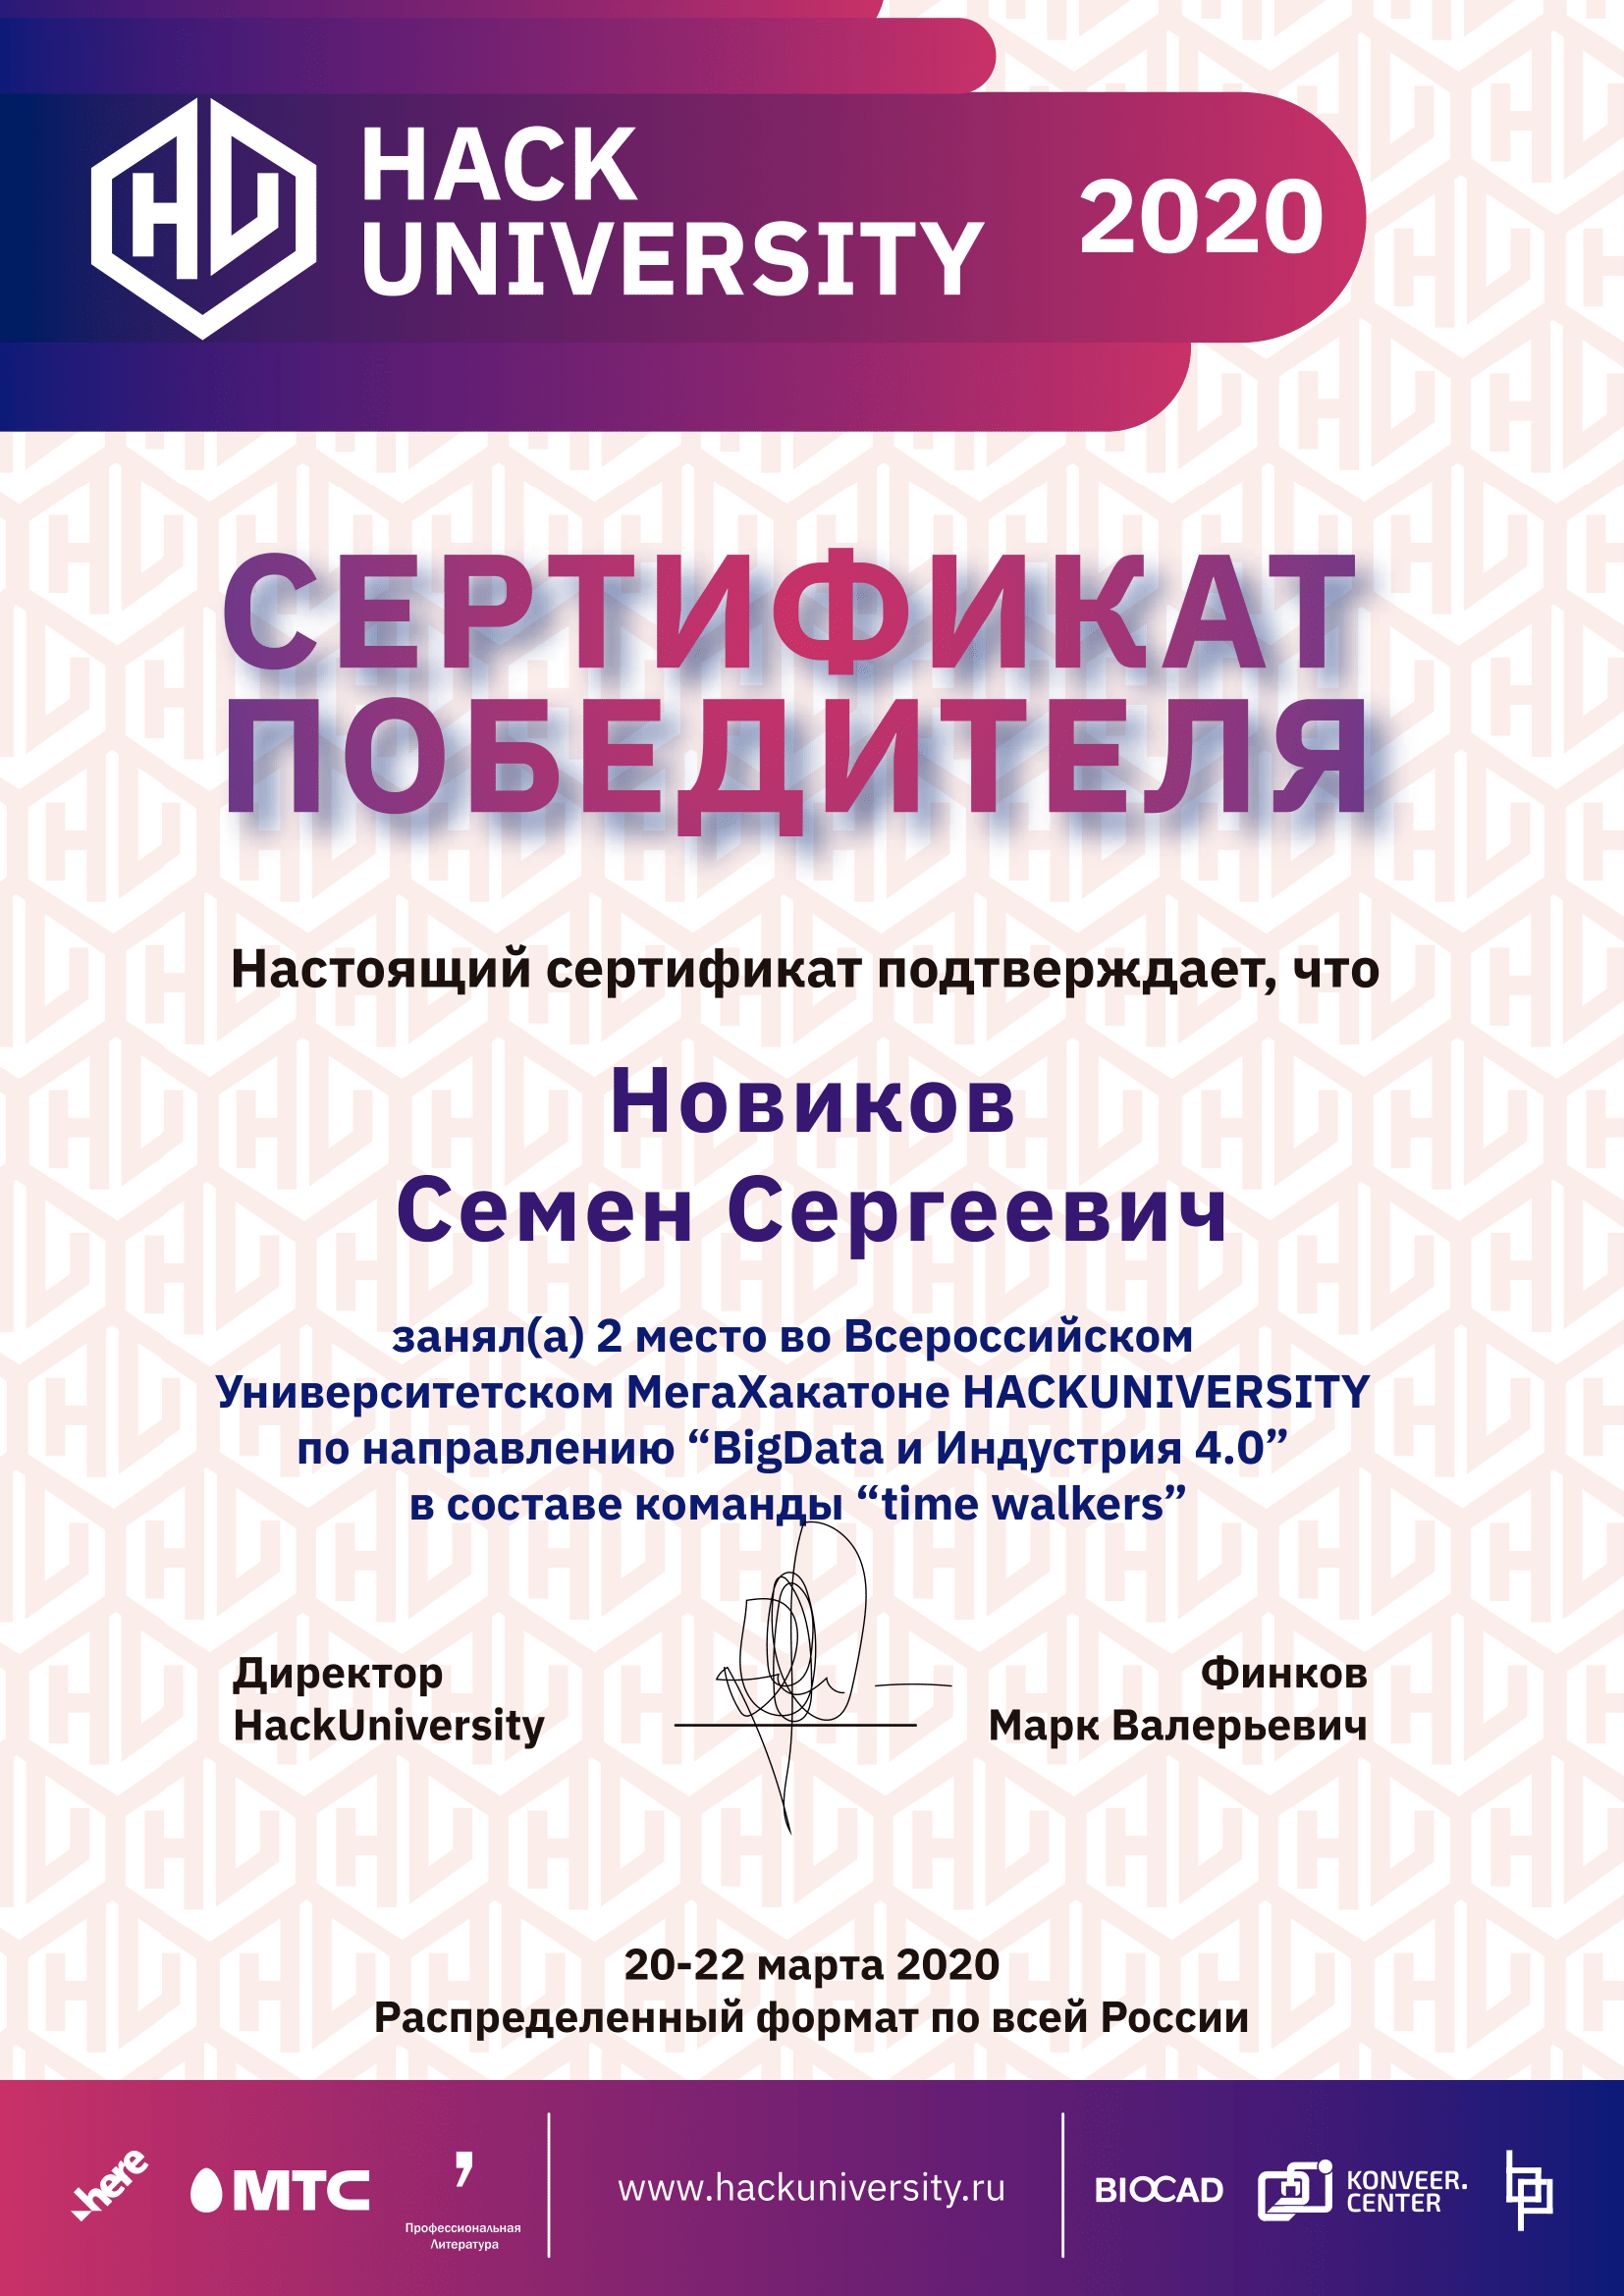 HACK
UNIVERSITY
2020
СЕРТИФИКАТ
ПОБЕДИТЕЛЯ
Настоящий сертификат подтверждает, что
Новиков
Семен Сергеевич
занял(а) 2 место во Всероссийском
Университетском МегаХакатоне HACKUNIVERSITY
по направлению “BigData и Индустрия 4.0”
в составе команды “time walkers”
Директор
HackUniversity
Финков
Марк Валерьевич
20-22 марта 2020
Распределенный формат по всей России
here
МТС
Профессиональная
Литература
www.hackuniversity.ru
BIOCAD
KONVEER.
CENTER